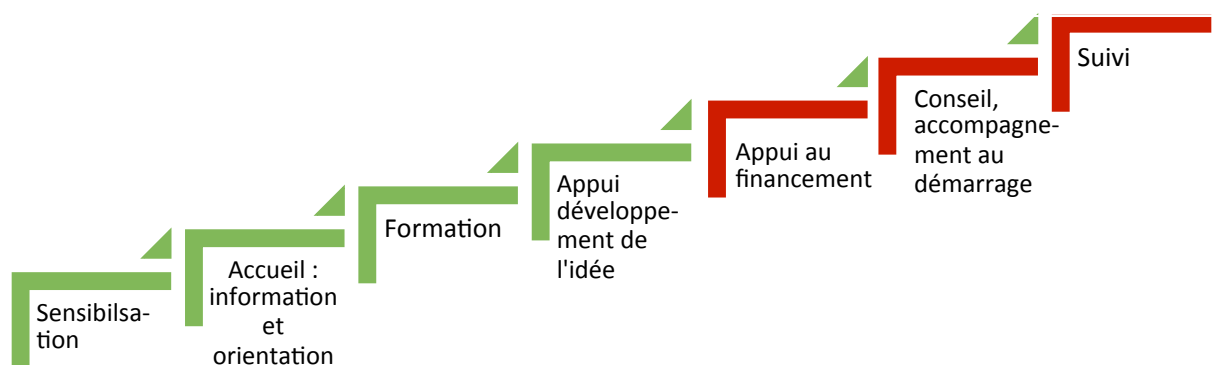 Sensibilsa-
tion
Accueil :
information
et
orientation
Formation
Appui
développe-
ment de
l'idée
Appui au
financement
Conseil,
accompagne-
ment au
démarrage
Suivi